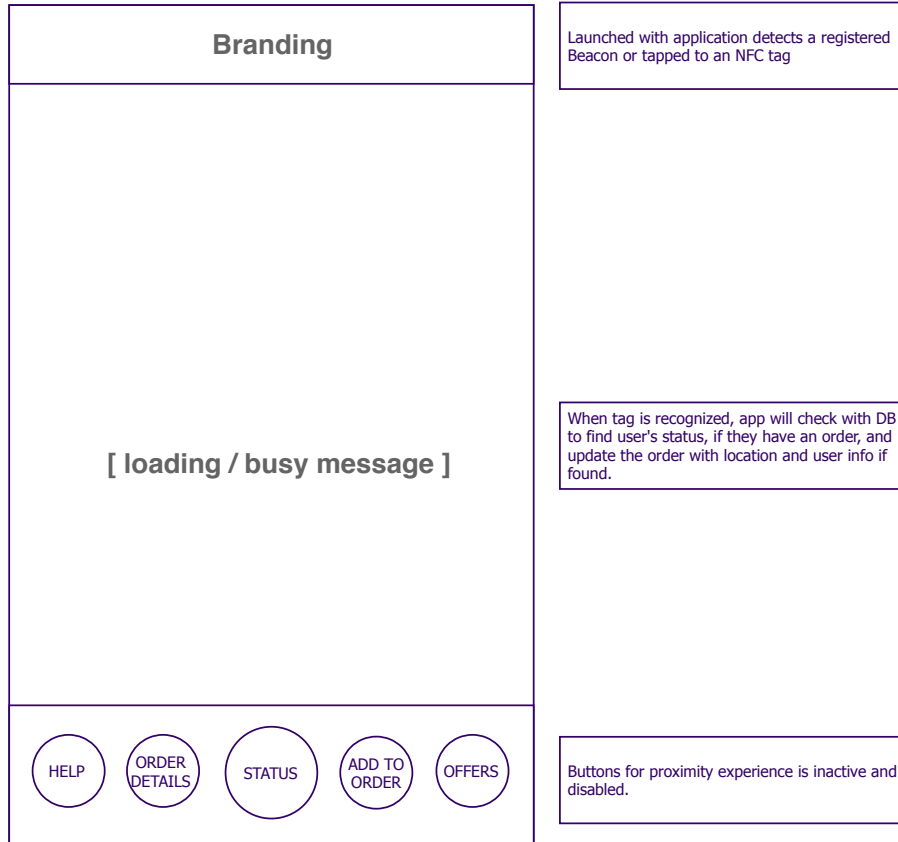 Branding
Launched with application detects a registered
Beacon or tapped to an NFC tag
[ loading / busy message ]
When tag is recognized, app will check with DB
to find user's status, if they have an order, and
update the order with location and user info if
found.
HELP
ORDER
DETAILS
STATUS
ADD TO
ORDER
OFFERS
Buttons for proximity experience is inactive and
disabled.